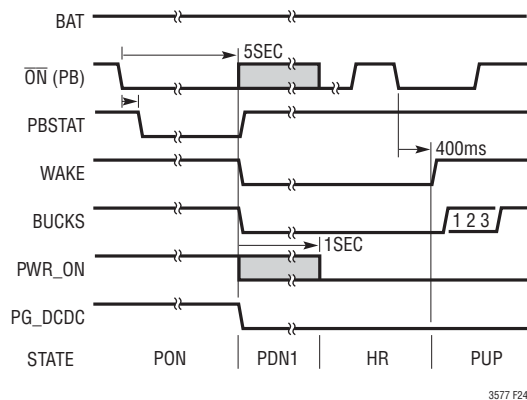 BAT
5SEC
ON (PB)
PBSTAT
400ms
WAKE
BUCKS
1 2 3
1SEC
PWR_ON
PG_DCDC
STATE PON PDN1 HR PUP
3577 F24